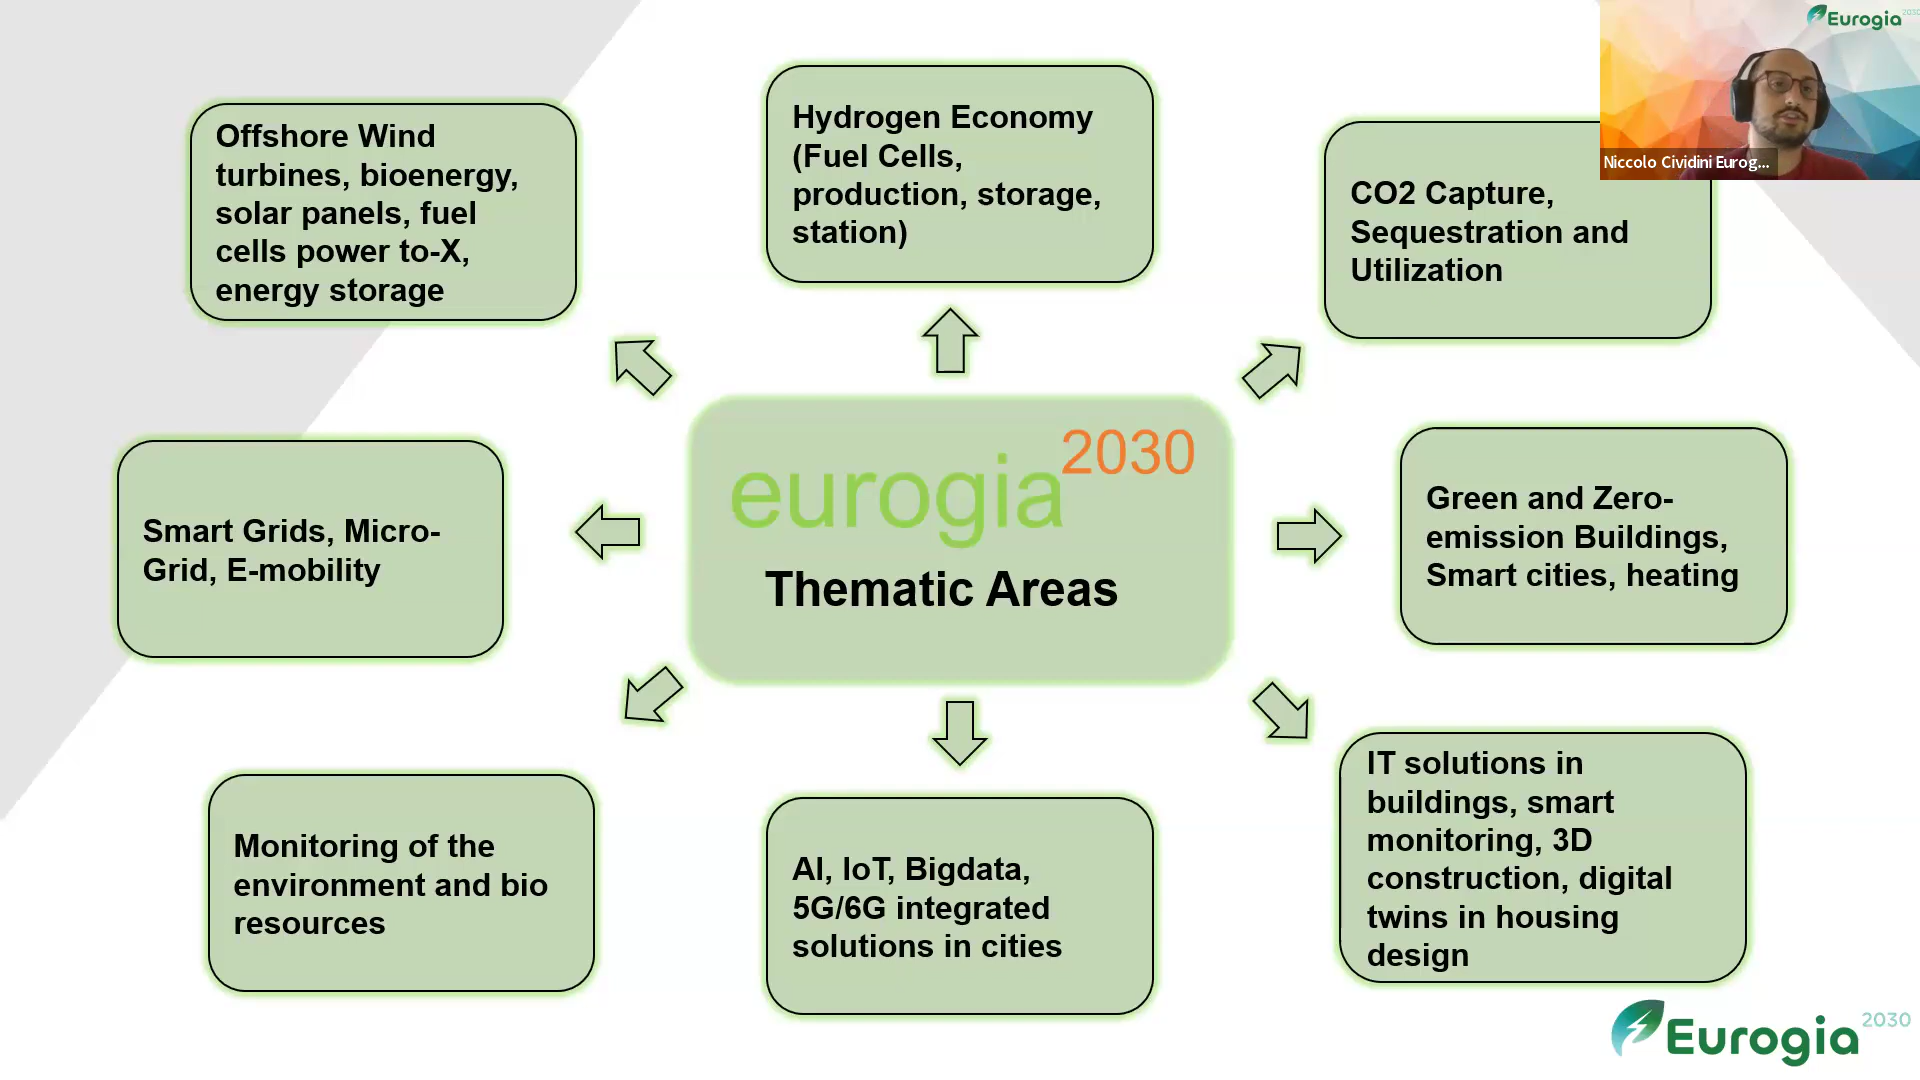 Offshore Wind
turbines, bioenergy,
solar panels, fuel
cells power to-X,
energy storage
Hydrogen Economy
(Fuel Cells,
production, storage,
station)
CO2 Capture,
Sequestration and
Utilization
Eurogia 2030
Niccolo Cividini Eurog...
Smart Grids, Micro-
Grid, E-mobility
eurogia 2030
Thematic Areas
Green and Zero-
emission Buildings,
Smart cities, heating
Monitoring of the
environment and bio
resources
AI, IoT, Bigdata,
5G/6G integrated
solutions in cities
IT solutions in
buildings, smart
monitoring, 3D
construction, digital
twins in housing
design
Eurogia 2030